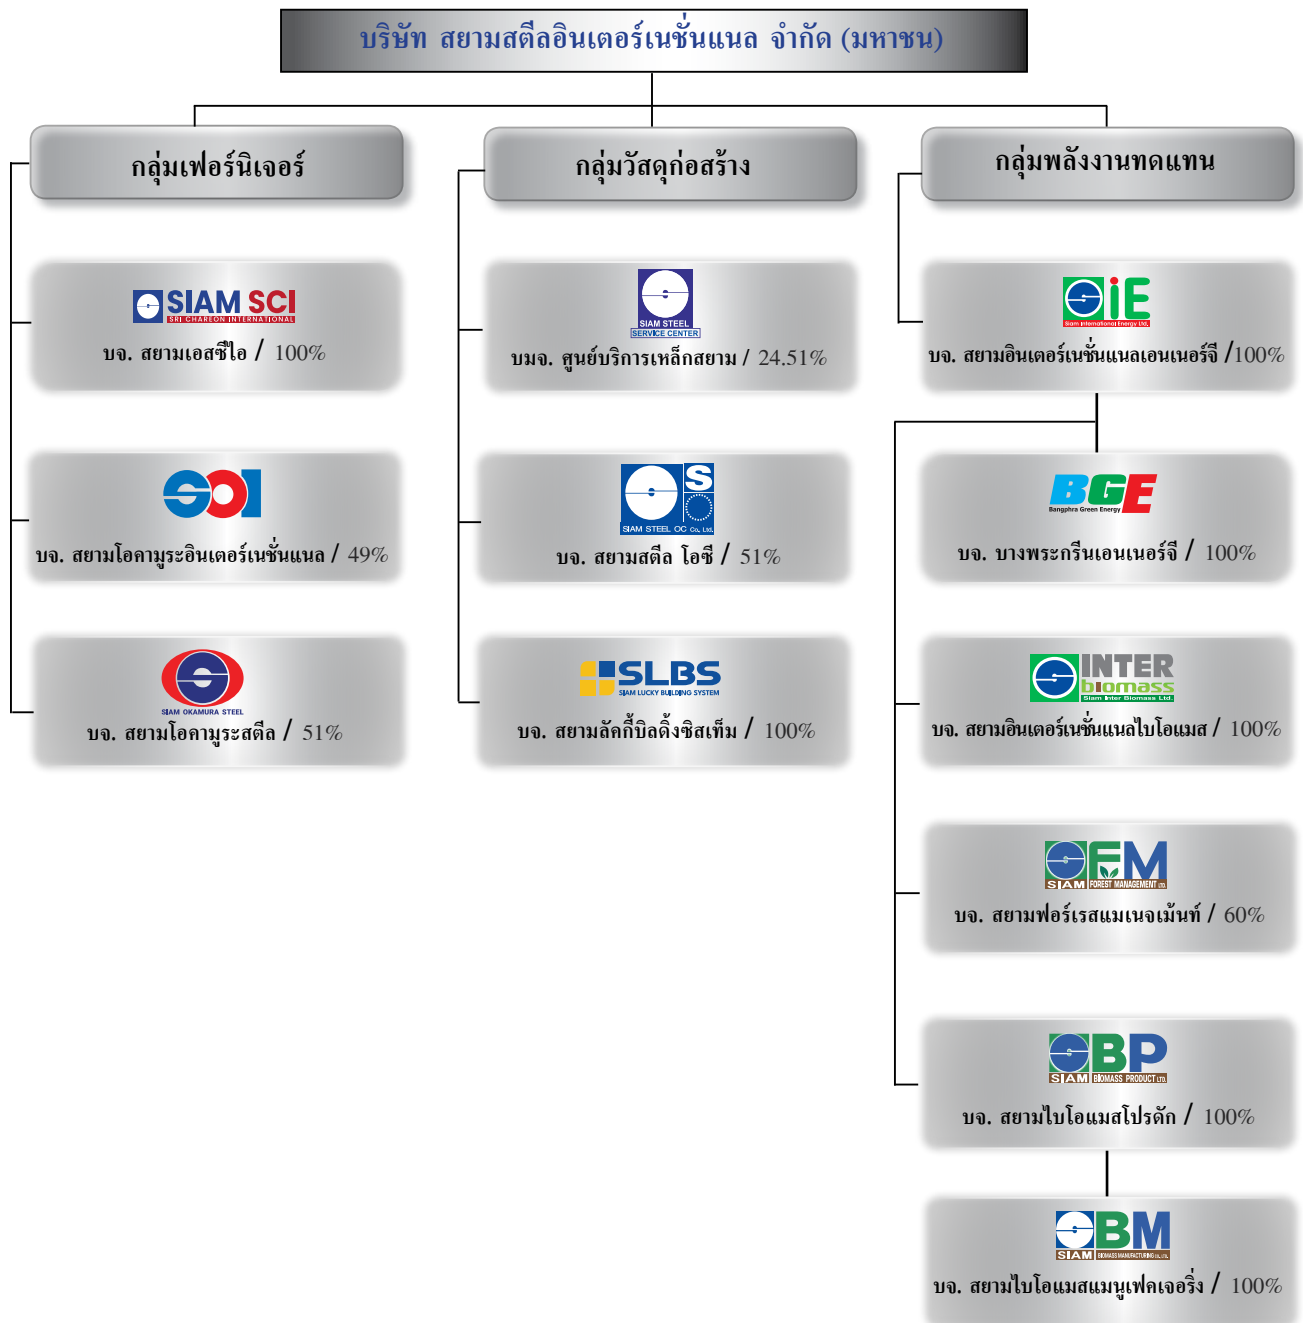 บริษัท สยามสตีลอินเตอร์เนชั่นแนล จำกัด (มหาชน)
กลุ่มเฟอร์นิเจอร์
SIAM SCI
SRI CHAREON INTERNATIONAL
บจ. สยามเอสซีไอ / 100%
SOI
บจ. สยามโอคามูระอินเตอร์เนชั่นแนล / 49%
SIAM OKAMURA STEEL
บจ. สยามโอคามูระสตีล / 51%
กลุ่มวัสดุก่อสร้าง
SIAM STEEL
SERVICE CENTER
บมจ. ศูนย์บริการเหล็กสยาม / 24.51%
S
SIAM STEEL OC Co., Ltd.
บจ. สยามสตีล โอซี / 51%
SLBS
SIAM LUCKY BUILDING SYSTEM
บจ. สยามลัคกี้บิลดิ้งซิสเท็ม / 100%
กลุ่มพลังงานทดแทน
iE
Siam International Energy Ltd.
บจ. สยามอินเตอร์เนชั่นแนลเอนเนอร์จี /100%
BGE
Bangphra Green Energy
บจ. บางพระกรีนเอนเนอร์จี / 100%
INTER
biomass
Siam Inter Biomass Ltd.
บจ. สยามอินเตอร์เนชั่นแนลไบโอแมส / 100%
FM
SIAM FOREST MANAGEMENT LTD.
บจ. สยามฟอร์เรสแมเนจเม้นท์ / 60%
BP
SIAM BIOMASS PRODUCT LTD.
บจ. สยามไบโอแมสโปรดัก / 100%
BM
SIAM BIOMASS MANUFACTURING CO., LTD.
บจ. สยามไบโอแมสแมนูเฟคเจอริ่ง / 100%